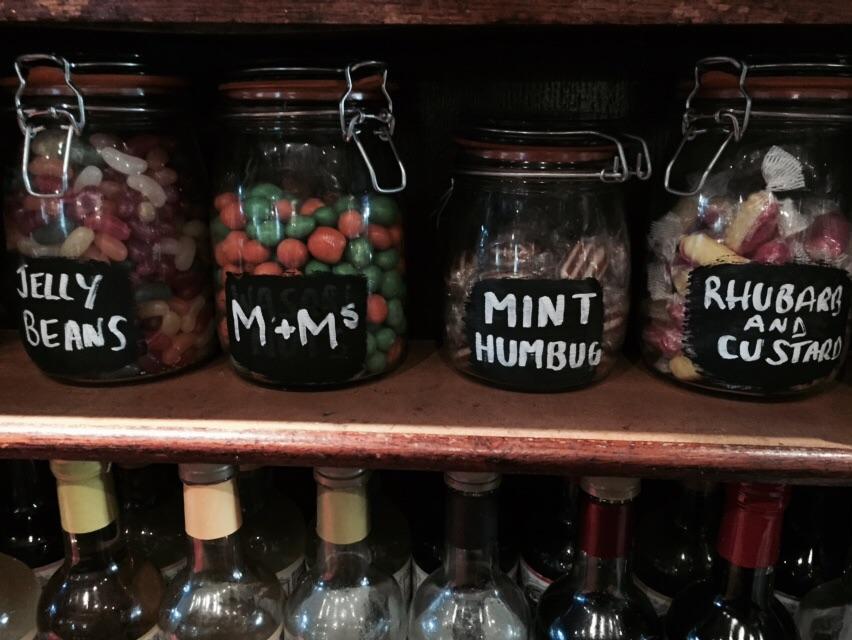 JELLY
BEANS
M+Ms
MINT
HUMBUG
RHUBARB
AND
CUSTARD